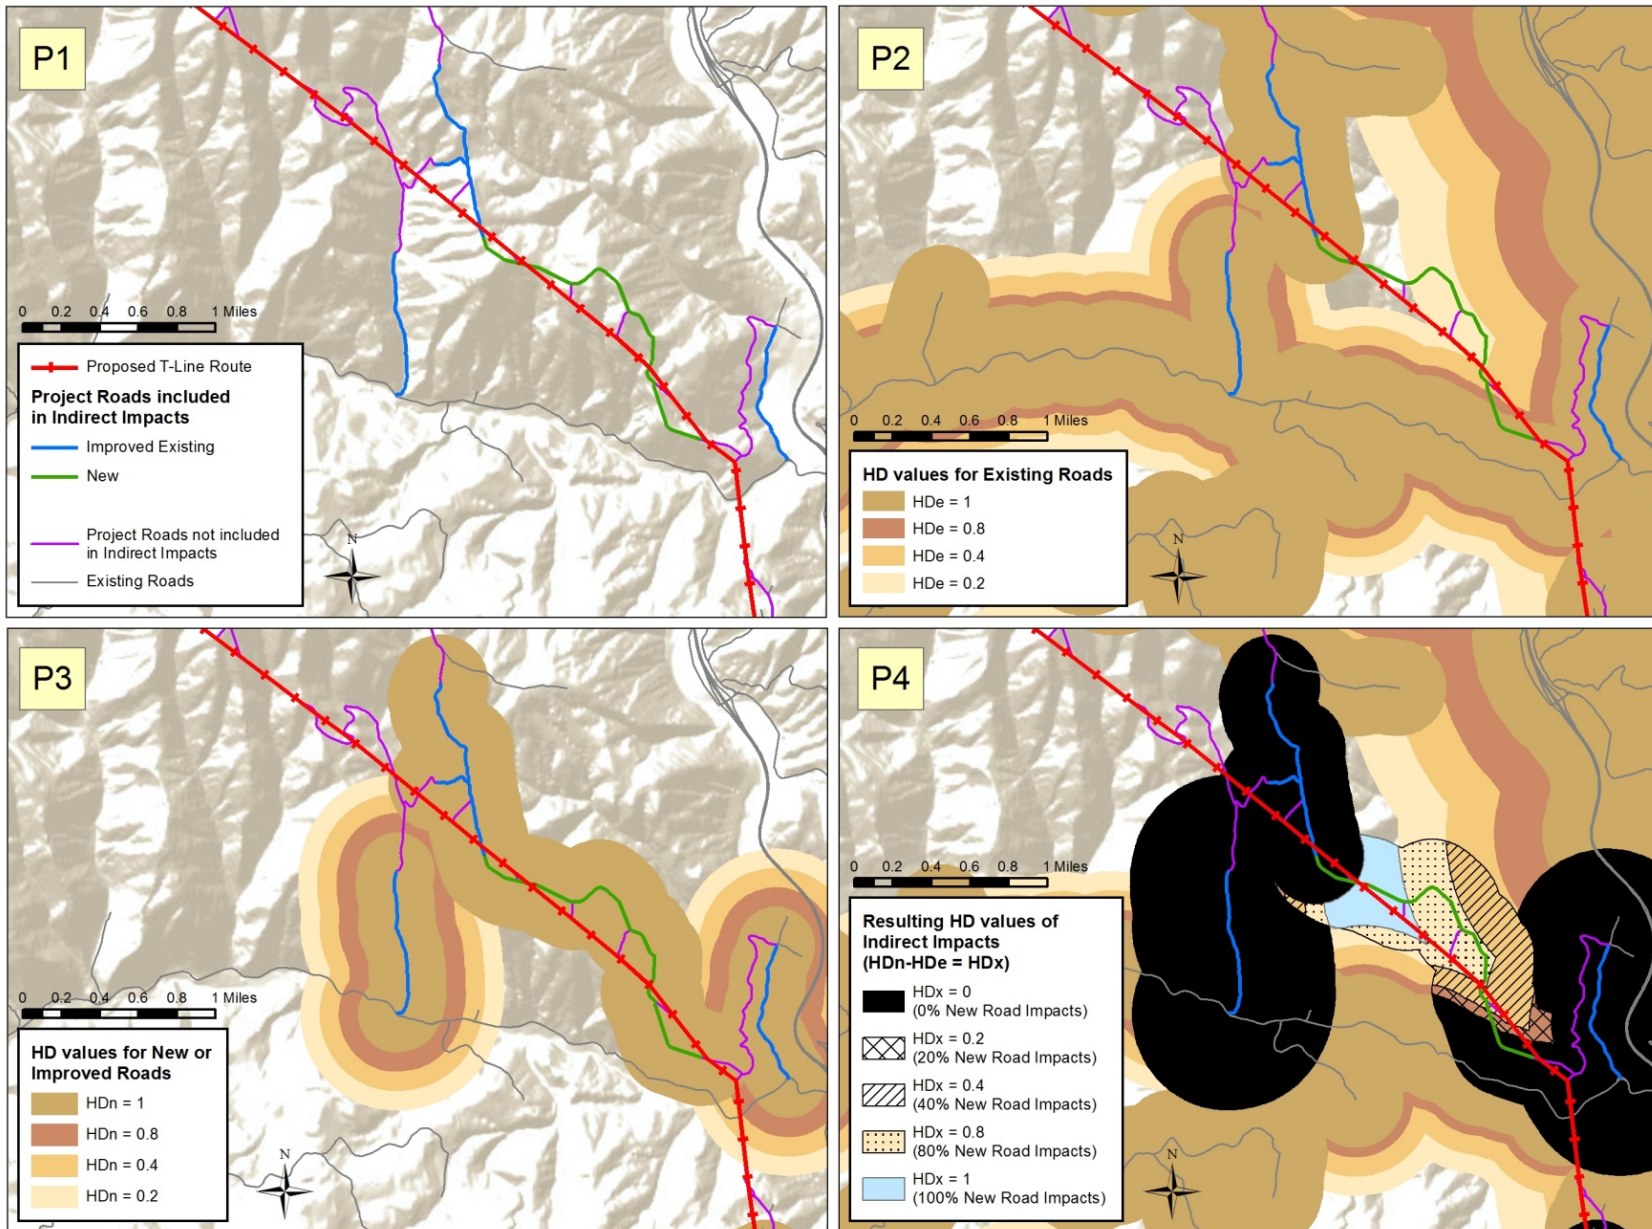 P1
0 0.2 0.4 0.6 0.8 1 Miles
Proposed T-Line Route
Project Roads included
in Indirect Impacts
Improved Existing
New
Project Roads not included
in Indirect Impacts
Existing Roads
N
P2
0 0.2 0.4 0.6 0.8 1 Miles
HD values for Existing Roads
HDe = 1
HDe = 0.8
HDe = 0.4
HDe = 0.2
N
P3
0 0.2 0.4 0.6 0.8 1 Miles
HD values for New or
Improved Roads
HDn = 1
HDn = 0.8
HDn = 0.4
HDn = 0.2
N
P4
0 0.2 0.4 0.6 0.8 1 Miles
Resulting HD values of
Indirect Impacts
(HDn-HDe = HDx)
HDx = 0
(0% New Road Impacts)
HDx = 0.2
(20% New Road Impacts)
HDx = 0.4
(40% New Road Impacts)
HDx = 0.8
(80% New Road Impacts)
HDx = 1
(100% New Road Impacts)
N